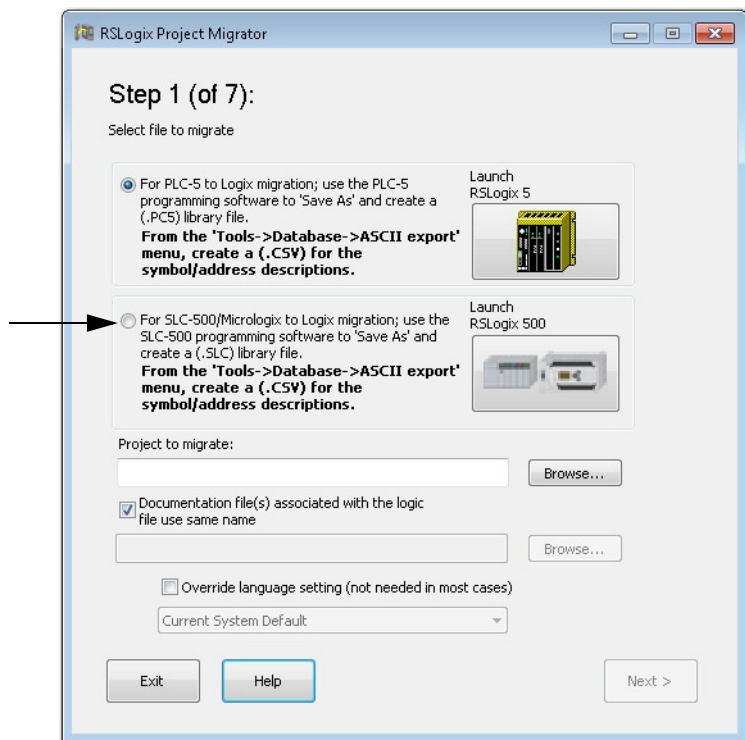 RSLogix Project Migrator
Step 1 (of 7):
Select file to migrate
For PLC-5 to Logix migration; use the PLC-5
programming software to 'Save As' and create a
(.PC5) library file.
From the 'Tools->Database->ASCII export'
menu, create a (.CSV) for the
symbol/address descriptions.
Launch
RSLogix 5
For SLC-500/Micrologix to Logix migration; use the
SLC-500 programming software to 'Save As' and
create a (.SLC) library file.
From the 'Tools->Database->ASCII export'
menu, create a (.CSV) for the
symbol/address descriptions.
Launch
RSLogix 500
Project to migrate:
Browse...
Documentation file(s) associated with the logic
file use same name
Browse...
Override language setting (not needed in most cases)
Current System Default
Exit
Help
Next >